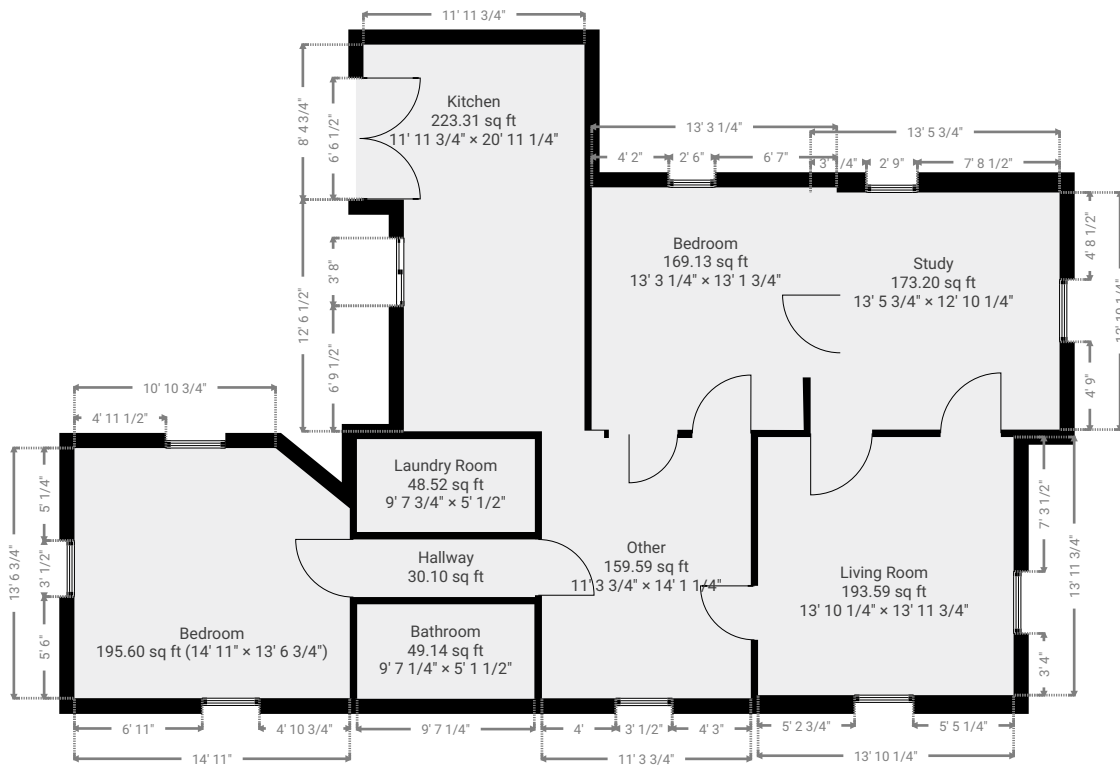 11' 11 3/4"
8' 4 3/4"
6' 6 1/2"
Kitchen
223.31 sq ft
11' 11 3/4" × 20' 11 1/4"
13' 3 1/4"
13' 5 3/4"
4' 2"
2' 6"
6' 7"
2' 9"
7' 8 1/2"
12' 6 1/2"
3' 8"
6' 9 1/2"
Bedroom
169.13 sq ft
13' 3 1/4" × 13' 1 3/4"
Study
173.20 sq ft
13' 5 3/4" × 12' 10 1/4"
4' 8 1/2"
12' 10 1/4"
4' 9"
10' 10 3/4"
4' 11 1/2"
Laundry Room
48.52 sq ft
9' 7 3/4" × 5' 1/2"
5' 1/4"
13' 6 3/4"
3' 1/2"
5' 6"
Hallway
30.10 sq ft
Other
159.59 sq ft
11' 3 3/4" × 14' 1 1/4"
7' 3 1/2"
13' 11 3/4"
3' 4"
Living Room
193.59 sq ft
13' 10 1/4" × 13' 11 3/4"
Bedroom
195.60 sq ft (14' 11" × 13' 6 3/4")
Bathroom
49.14 sq ft
9' 7 1/4" × 5' 1 1/2"
6' 11"
4' 10 3/4"
9' 7 1/4"
4'
3' 1/2"
4' 3"
5' 2 3/4"
5' 5 1/4"
14' 11"
11' 3 3/4"
13' 10 1/4"